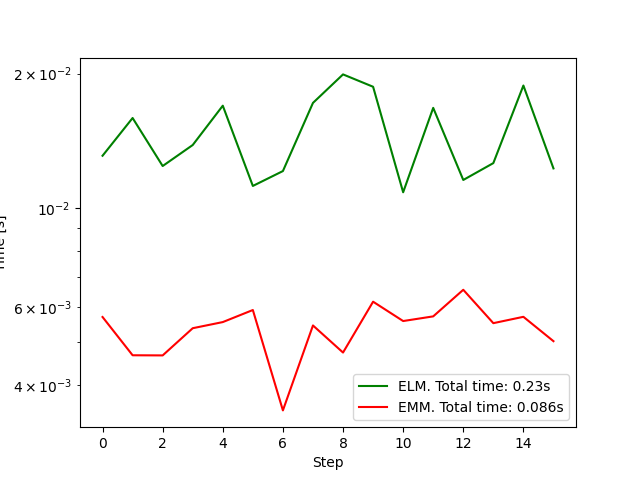 2 × 10⁻²
10⁻²
6 × 10⁻³
4 × 10⁻³
ELM. Total time: 0.23s
EMM. Total time: 0.086s
0 2 4 6 8 10 12 14
Step